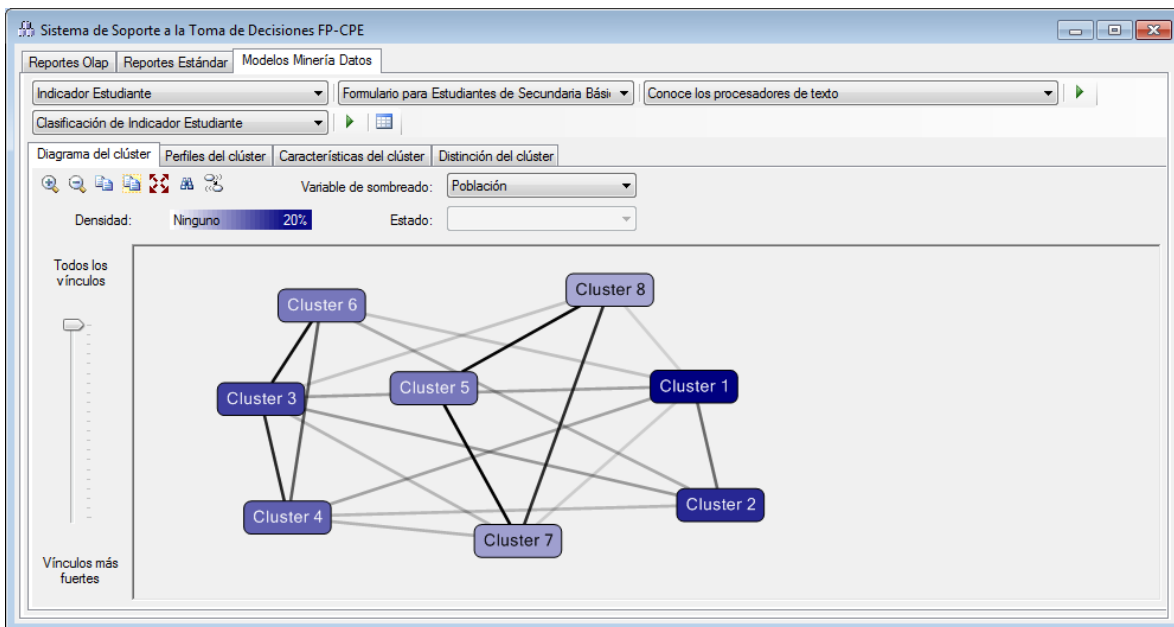 Sistema de Soporte a la Toma de Decisiones FP-CPE
Reportes Olap Reportes Estándar Modelos Minería Datos
Indicador Estudiante Formulario para Estudiantes de Secundaria Bási Conoce los procesadores de texto
Clasificación de Indicador Estudiante
Diagrama del clúster Perfiles del clúster Características del clúster Distinción del clúster
Variable de sombreado: Población
Densidad: Ninguno 20% Estado:
Todos los
vínculos
Cluster 8
Cluster 6
Cluster 5
Cluster 1
Cluster 3
Cluster 2
Cluster 4
Cluster 7
Vínculos más
fuertes